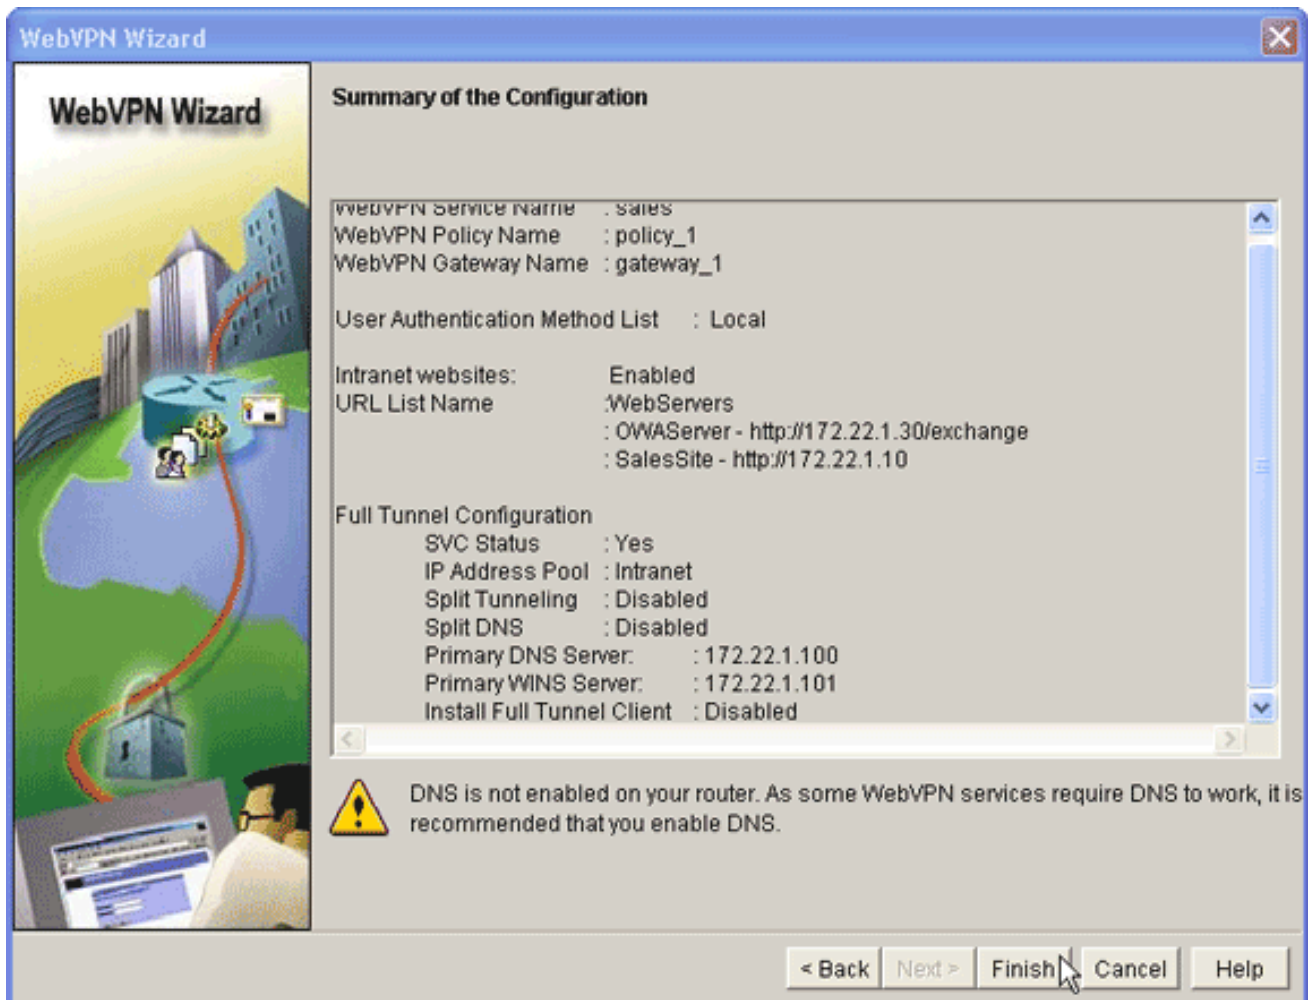 WebVPN Wizard
WebVPN Wizard
Summary of the Configuration
WebVPN Service Name : sales
WebVPN Policy Name : policy_1
WebVPN Gateway Name : gateway_1
User Authentication Method List : Local
Intranet websites: Enabled
URL List Name :WebServers
: OWAServer - http://172.22.1.30/exchange
: SalesSite - http://172.22.1.10
Full Tunnel Configuration
SVC Status : Yes
IP Address Pool : Intranet
Split Tunneling : Disabled
Split DNS : Disabled
Primary DNS Server: : 172.22.1.100
Primary WINS Server: : 172.22.1.101
Install Full Tunnel Client : Disabled
DNS is not enabled on your router. As some WebVPN services require DNS to work, it is
recommended that you enable DNS.
< Back Next > Finish Cancel Help